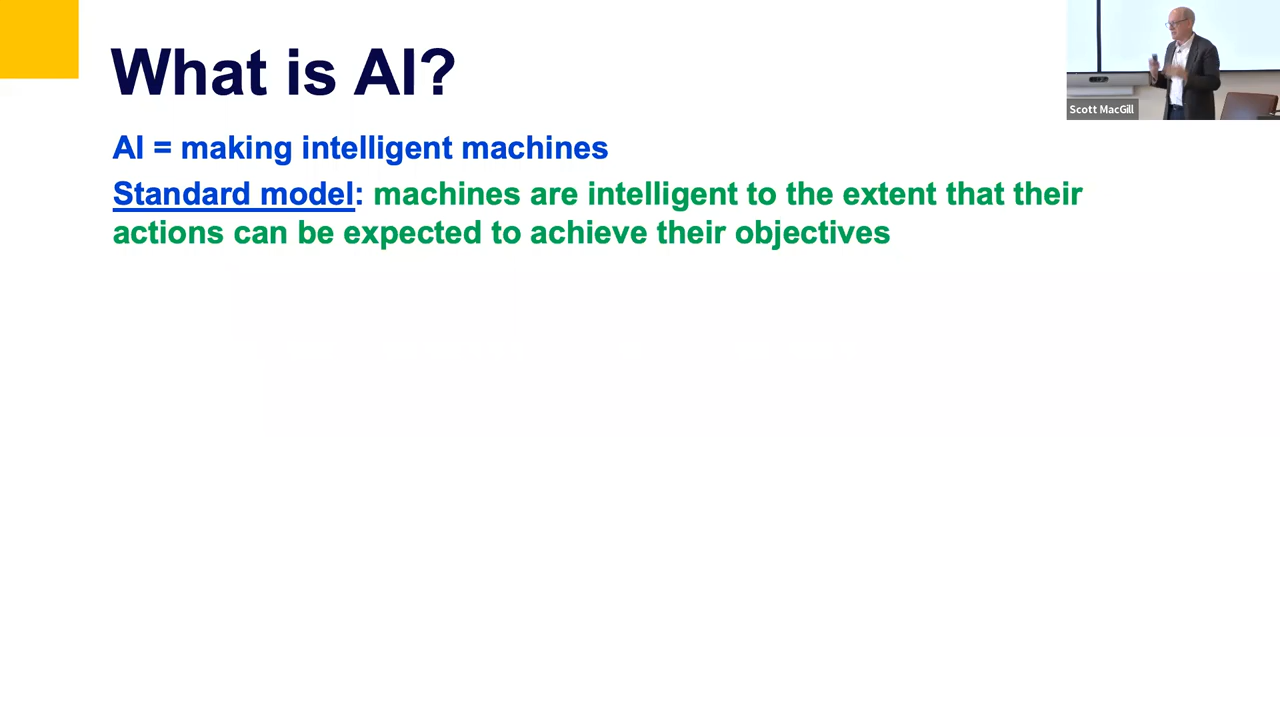 What is AI?
Scott MacGill
AI = making intelligent machines
Standard model: machines are intelligent to the extent that their
actions can be expected to achieve their objectives